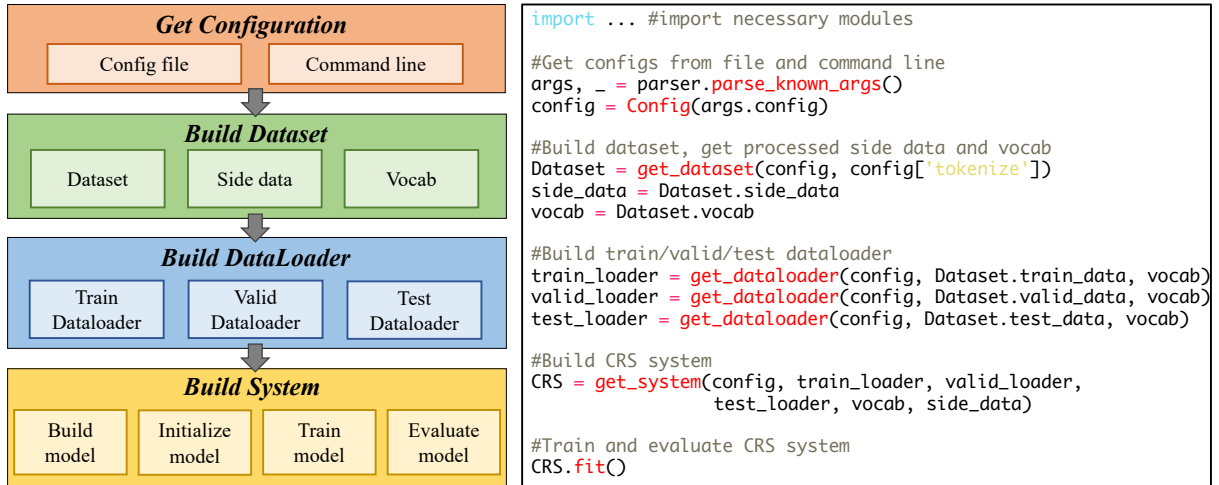 Get Configuration
Config file
Command line
Build Dataset
Dataset
Side data
Vocab
Build DataLoader
Train
Dataloader
Valid
Dataloader
Test
Dataloader
Build System
Build
model
Initialize
model
Train
model
Evaluate
model
import ... #import necessary modules
#Get configs from file and command line
args, _ = parser.parse_known_args()
config = Config(args.config)
#Build dataset, get processed side data and vocab
Dataset = get_dataset(config, config['tokenize'])
side_data = Dataset.side_data
vocab = Dataset.vocab
#Build train/valid/test dataloader
train_loader = get_dataloader(config, Dataset.train_data, vocab)
valid_loader = get_dataloader(config, Dataset.valid_data, vocab)
test_loader = get_dataloader(config, Dataset.test_data, vocab)
#Build CRS system
CRS = get_system(config, train_loader, valid_loader,
test_loader, vocab, side_data)
#Train and evaluate CRS system
CRS.fit()